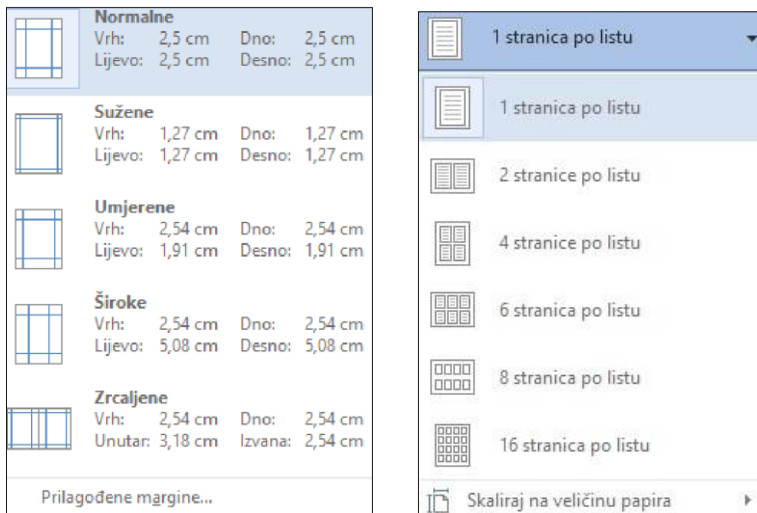 Normalne
Vrh: 2,5 cm Dno: 2,5 cm
Lijevo: 2,5 cm Desno: 2,5 cm
Sužene
Vrh: 1,27 cm Dno: 1,27 cm
Lijevo: 1,27 cm Desno: 1,27 cm
Umjerene
Vrh: 2,54 cm Dno: 2,54 cm
Lijevo: 1,91 cm Desno: 1,91 cm
Široke
Vrh: 2,54 cm Dno: 2,54 cm
Lijevo: 5,08 cm Desno: 5,08 cm
Zrcaljene
Vrh: 2,54 cm Dno: 2,54 cm
Unutar: 3,18 cm Izvana: 2,54 cm
Prilagođene margine...
1 stranica po listu
1 stranica po listu
2 stranice po listu
4 stranice po listu
6 stranica po listu
8 stranica po listu
16 stranica po listu
Skaliraj na veličinu papira